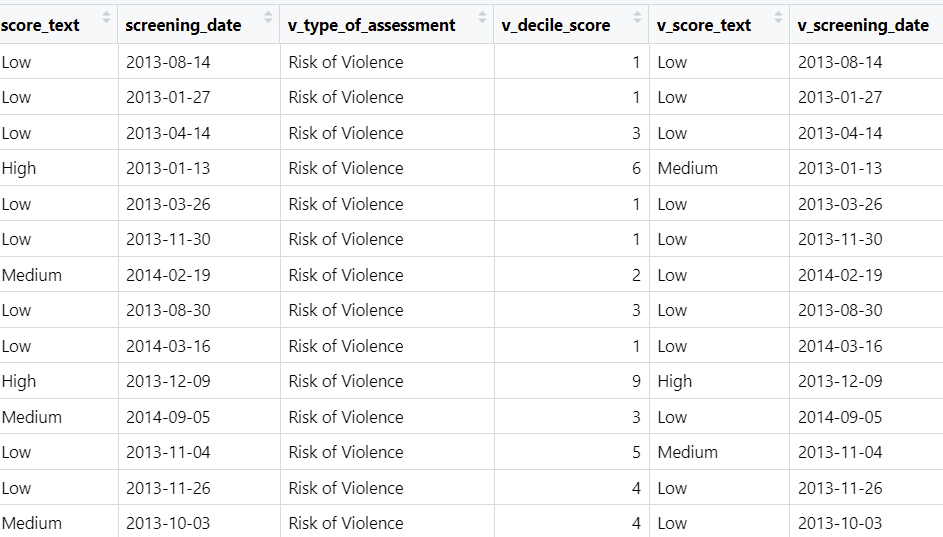 score_text screening_date v_type_of_assessment v_decile_score v_score_text v_screening_date
Low 2013-08-14 Risk of Violence 1 Low 2013-08-14
Low 2013-01-27 Risk of Violence 1 Low 2013-01-27
Low 2013-04-14 Risk of Violence 3 Low 2013-04-14
High 2013-01-13 Risk of Violence 6 Medium 2013-01-13
Low 2013-03-26 Risk of Violence 1 Low 2013-03-26
Low 2013-11-30 Risk of Violence 1 Low 2013-11-30
Medium 2014-02-19 Risk of Violence 2 Low 2014-02-19
Low 2013-08-30 Risk of Violence 3 Low 2013-08-30
Low 2014-03-16 Risk of Violence 1 Low 2014-03-16
High 2013-12-09 Risk of Violence 9 High 2013-12-09
Medium 2014-09-05 Risk of Violence 3 Low 2014-09-05
Low 2013-11-04 Risk of Violence 5 Medium 2013-11-04
Low 2013-11-26 Risk of Violence 4 Low 2013-11-26
Medium 2013-10-03 Risk of Violence 4 Low 2013-10-03